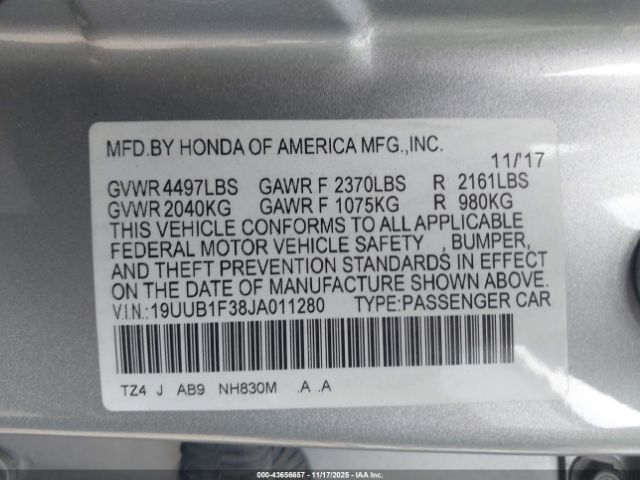 MFD.BY HONDA OF AMERICA MFG.,INC.
11/'17
GVWR 4497LBS GAWR F 2370LBS R 2161LBS
GVWR 2040KG GAWR F 1075KG R 980KG
THIS VEHICLE CONFORMS TO ALL APPLICABLE
FEDERAL MOTOR VEHICLE SAFETY , BUMPER,
AND THEFT PREVENTION STANDARDS IN EFFECT
ON THE DATE OF MANUFACTURE SHOWN ABOVE.
V.I.N.:19UUB1F38JA011280 TYPE:PASSENGER CAR
TZ4 J AB9 NH830M .A .A
000-43656657 - 11/17/2025 - IAAI.COM